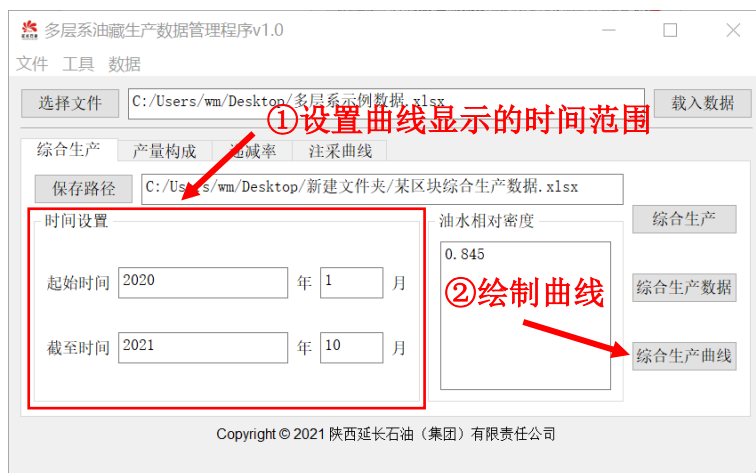 多层系油藏生产数据管理程序v1.0
文件 工具 数据
选择文件 C:/Users/wm/Desktop/多层系示例数据.xlsx 载入数据
①设置曲线显示的时间范围
综合生产 产量构成 递减率 注采曲线
保存路径 C:/Users/wm/Desktop/新建文件夹/某区块综合生产数据.xlsx
时间设置 油水相对密度 综合生产
0.845
起始时间 2020 年 1 月 综合生产数据
②绘制曲线
截至时间 2021 年 10 月 综合生产曲线
Copyright © 2021 陕西延长石油（集团）有限责任公司